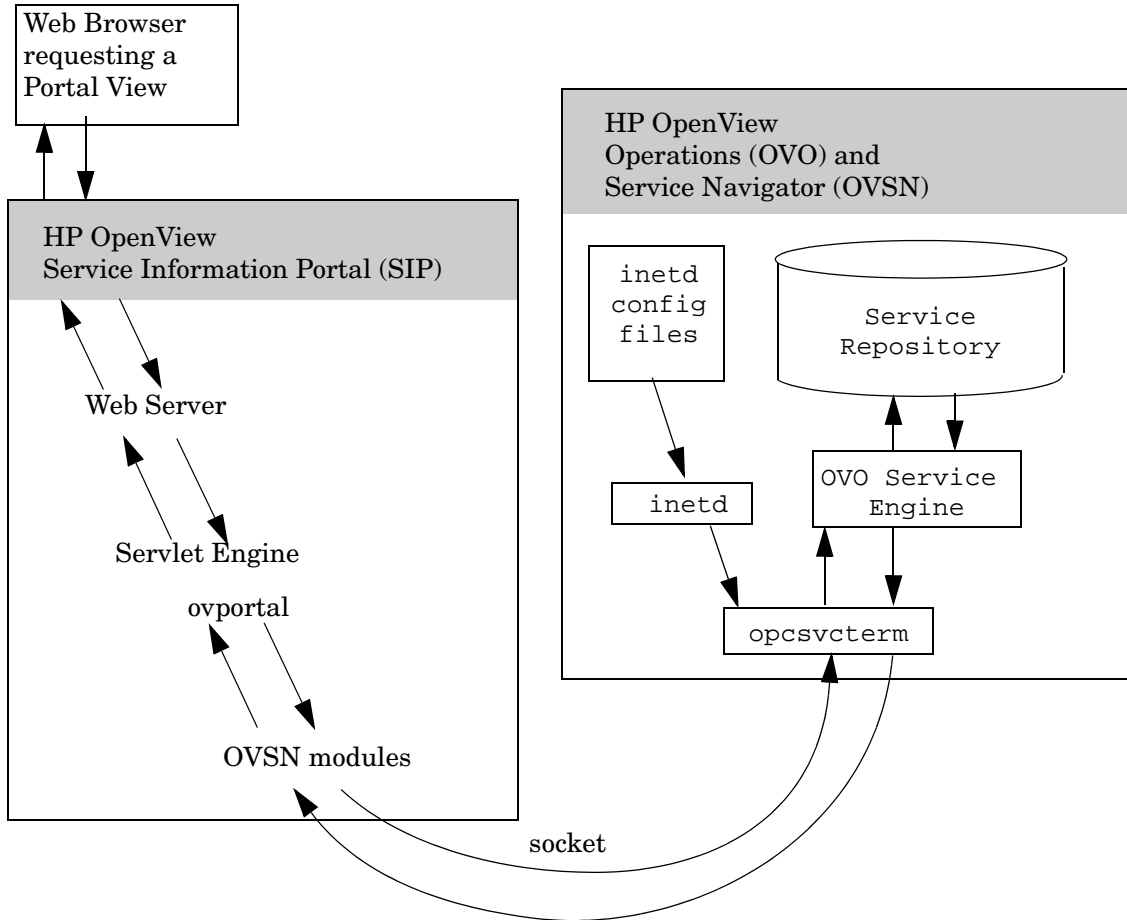 Web Browser
requesting a
Portal View
HP OpenView
Service Information Portal (SIP)
Web Server
Servlet Engine
ovportal
OVSN modules
socket
HP OpenView
Operations (OVO) and
Service Navigator (OVSN)
inetd
config
files
Service
Repository
inetd
OVO Service
Engine
opcsvcterm